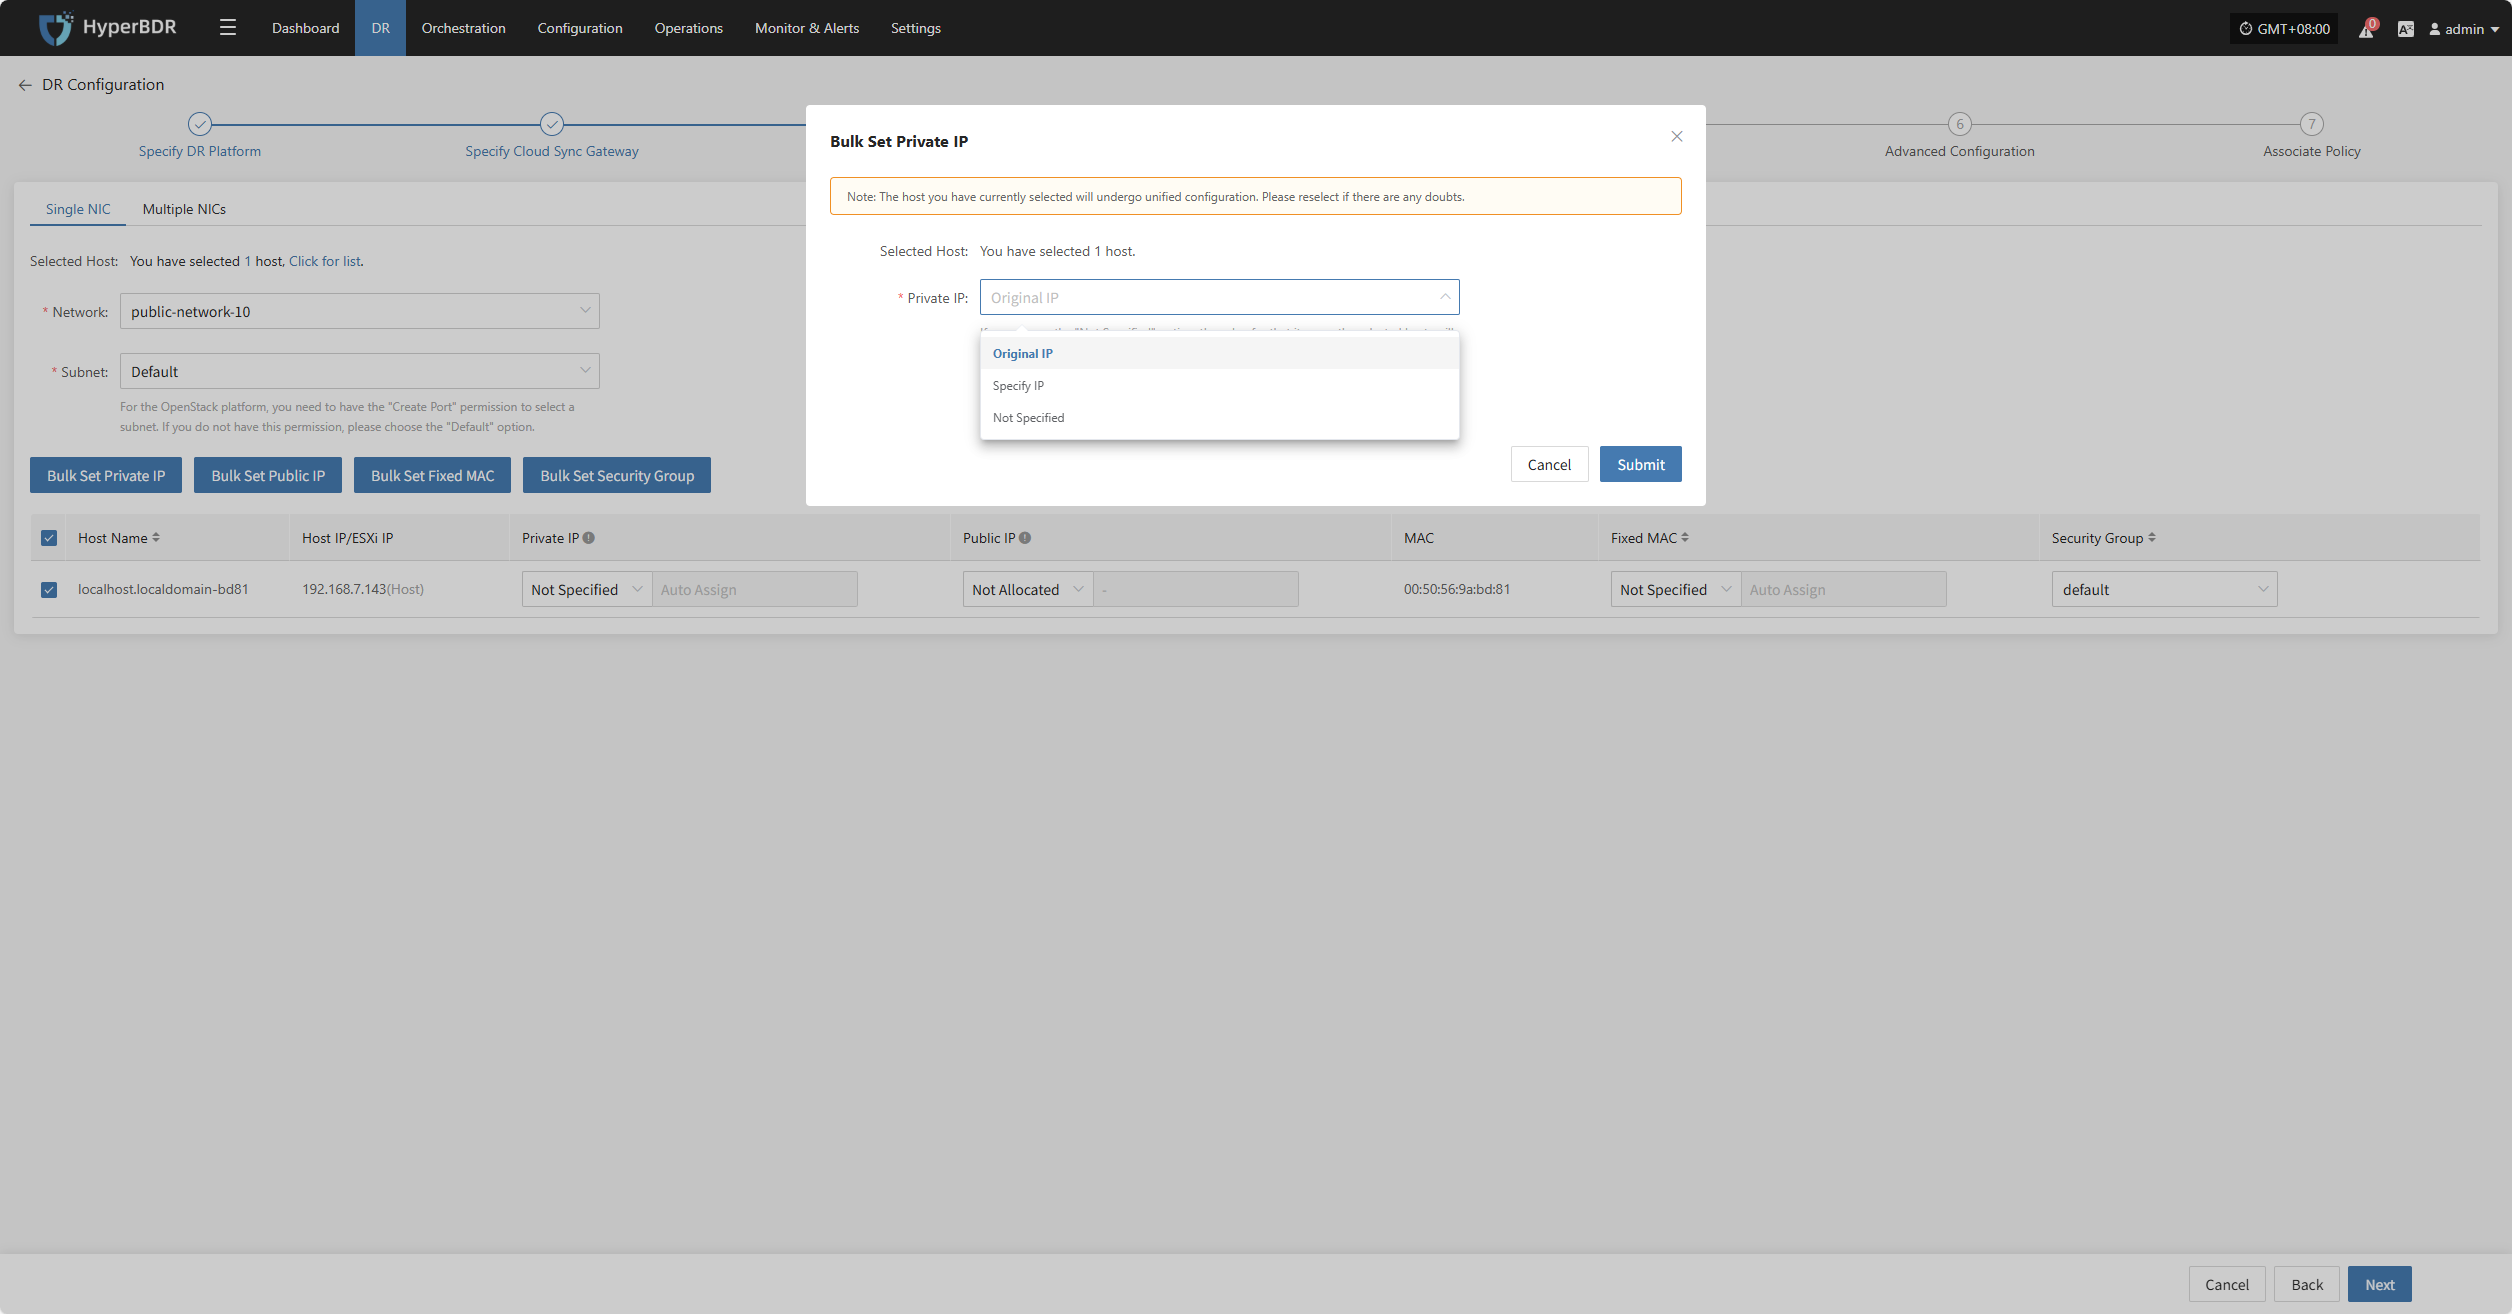 HyperBDR
Dashboard
DR
Orchestration
Configuration
Operations
Monitor & Alerts
Settings
GMT+08:00
0
admin
DR Configuration
Specify DR Platform
Specify Cloud Sync Gateway
6
Advanced Configuration
7
Associate Policy
Bulk Set Private IP
Note: The host you have currently selected will undergo unified configuration. Please reselect if there are any doubts.
Selected Host: You have selected 1 host.
* Private IP: Original IP
Original IP
Specify IP
Not Specified
Cancel
Submit
Single NIC
Multiple NICs
Selected Host: You have selected 1 host, Click for list.
* Network: public-network-10
* Subnet: Default
For the OpenStack platform, you need to have the "Create Port" permission to select a
subnet. If you do not have this permission, please choose the "Default" option.
Bulk Set Private IP
Bulk Set Public IP
Bulk Set Fixed MAC
Bulk Set Security Group
Host Name
Host IP/ESXi IP
Private IP
Public IP
MAC
Fixed MAC
Security Group
localhost.localdomain-bd81
192.168.7.143(Host)
Not Specified
Auto Assign
Not Allocated
-
00:50:56:9a:bd:81
Not Specified
Auto Assign
default
Cancel
Back
Next